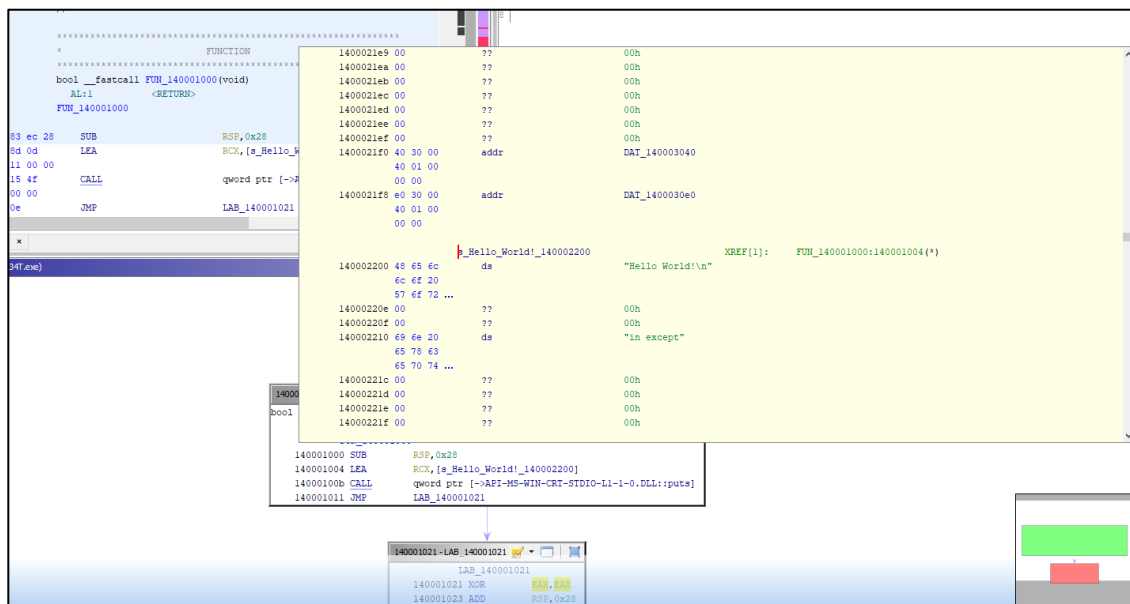 **************************************************************
* FUNCTION
**************************************************************
bool __fastcall FUN_140001000(void)
AL:1 <RETURN>
FUN_140001000
83 ec 28 SUB RSP,0x28
8d 0d LEA RCX,[s_Hello_W
11 00 00
15 4f CALL qword ptr [->A
00 00
0e JMP LAB_140001021
34T.exe)
1400021e9 00 ?? 00h
1400021ea 00 ?? 00h
1400021eb 00 ?? 00h
1400021ec 00 ?? 00h
1400021ed 00 ?? 00h
1400021ee 00 ?? 00h
1400021ef 00 ?? 00h
1400021f0 40 30 00 addr DAT_140003040
40 01 00
00 00
1400021f8 e0 30 00 addr DAT_1400030e0
40 01 00
00 00
s_Hello_World!_140002200 XREF[1]: FUN_140001000:140001004(*)
140002200 48 65 6c ds "Hello World!\n"
6c 6f 20
57 6f 72 ...
14000220e 00 ?? 00h
14000220f 00 ?? 00h
140002210 69 6e 20 ds "in except"
65 78 63
65 70 74 ...
14000221c 00 ?? 00h
14000221d 00 ?? 00h
14000221e 00 ?? 00h
14000221f 00 ?? 00h
14000
bool
140001000 SUB RSP,0x28
140001004 LEA RCX,[s_Hello_World!_140002200]
14000100b CALL qword ptr [->API-MS-WIN-CRT-STDIO-L1-1-0.DLL::puts]
140001011 JMP LAB_140001021
140001021 - LAB_140001021
LAB_140001021
140001021 XOR EAX,EAX
140001023 ADD RSP,0x28